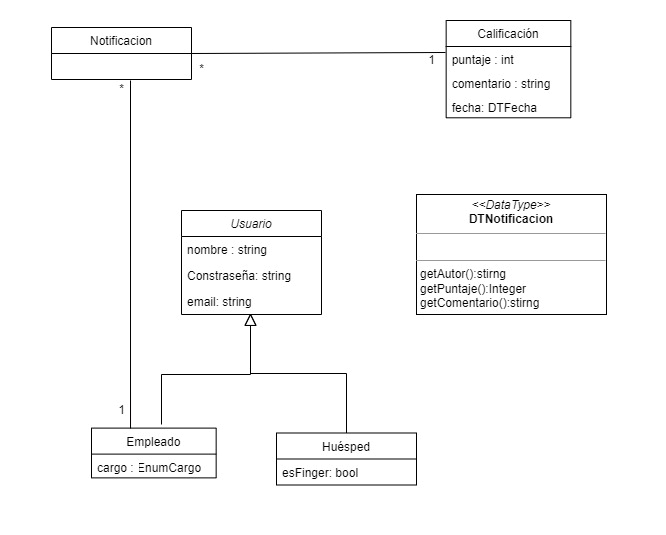 Notificacion
*
*
Calificación
1
puntaje : int
comentario : string
fecha: DTFecha
Usuario
nombre : string
Constraseña: string
email: string
<<DataType>>
DTNotificacion
getAutor():stirng
getPuntaje():Integer
getComentario():stirng
1
Empleado
cargo : EnumCargo
Huésped
esFinger: bool